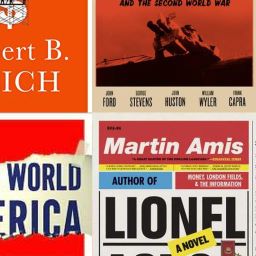 ert B.
ICH
AND THE SECOND WORLD WAR
JOHN FORD
GEORGE STEVENS
JOHN HUSTON
WILLIAM WYLER
FRANK CAPRA
WORLD
ERICA
Martin Amis
AUTHOR OF
MONEY, LONDON FIELDS,
& THE INFORMATION
LIONEL
A NOVEL